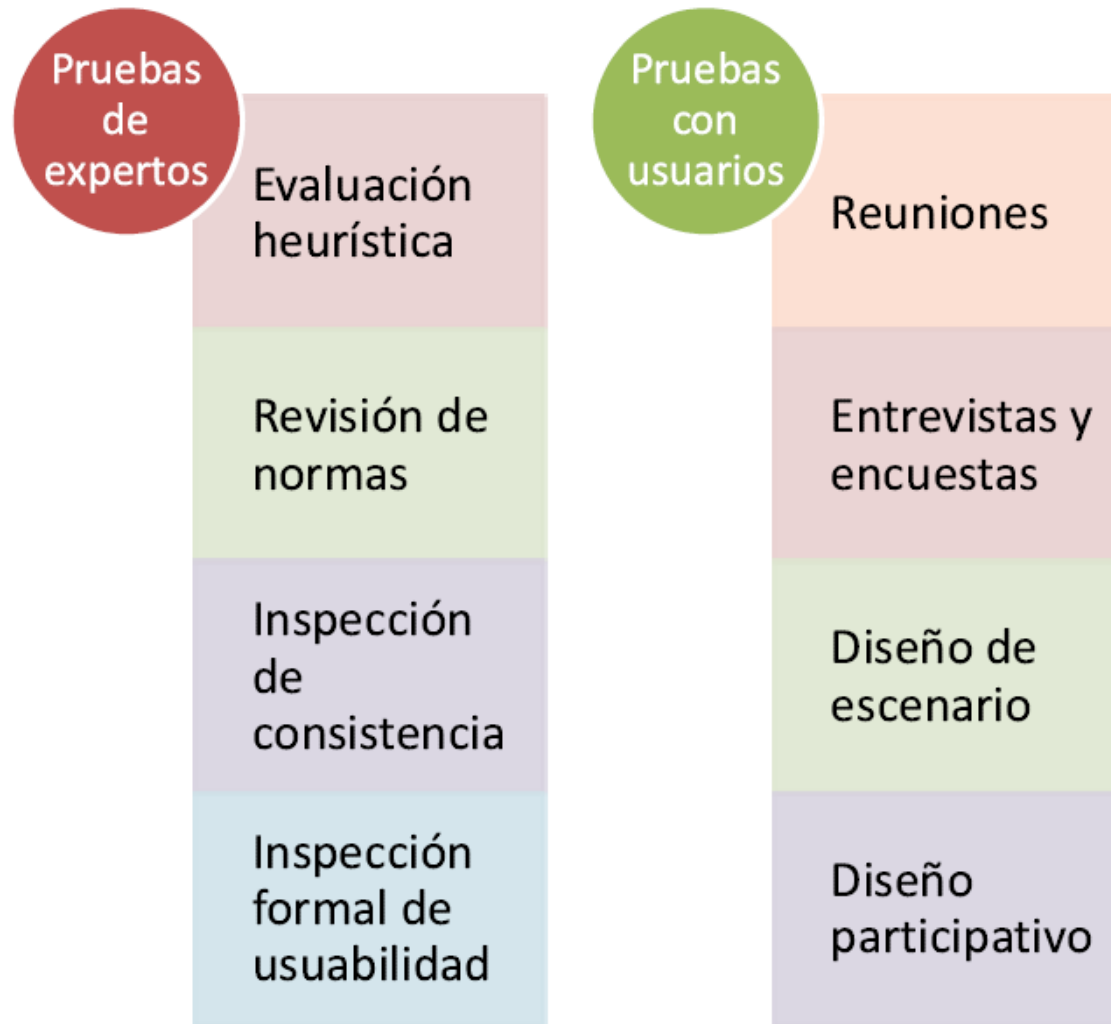 Pruebas
de
expertos
Evaluación
heurística
Revisión de
normas
Inspección
de
consistencia
Inspección
formal de
usuabilidad
Pruebas
con
usuarios
Reuniones
Entrevistas y
encuestas
Diseño de
escenario
Diseño
participativo